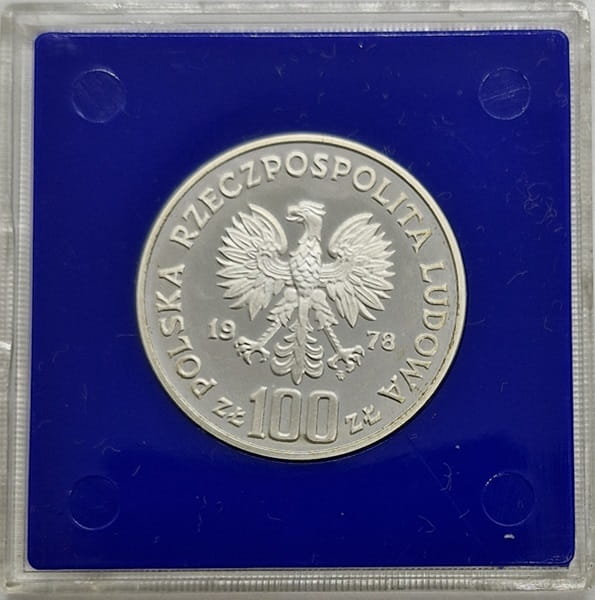 POLSKA RZECZPOSPOLITA LUDOWA
19 78
ZŁ 100 ZŁ